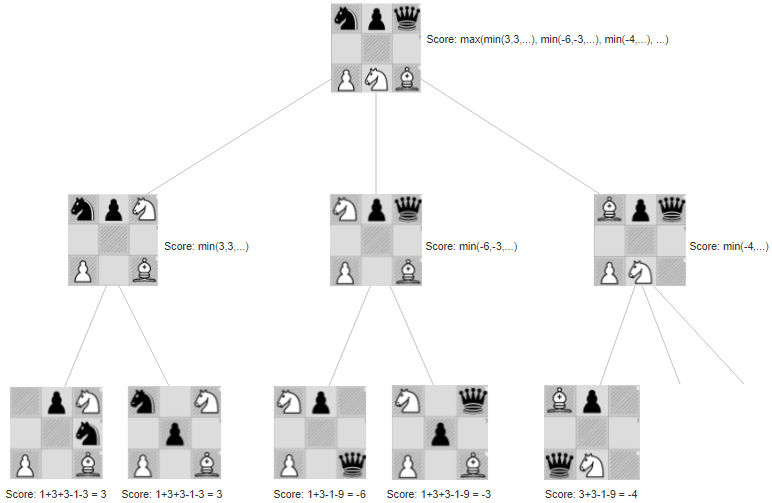 Score: max(min(3,3,...), min(-6,-3,...), min(-4,...), ...)
Score: min(3,3,...)
Score: min(-6,-3,...)
Score: min(-4,...)
Score: 1+3+3-1-3 = 3
Score: 1+3+3-1-3 = 3
Score: 1+3-1-9 = -6
Score: 1+3+3-1-9 = -3
Score: 3+3-1-9 = -4